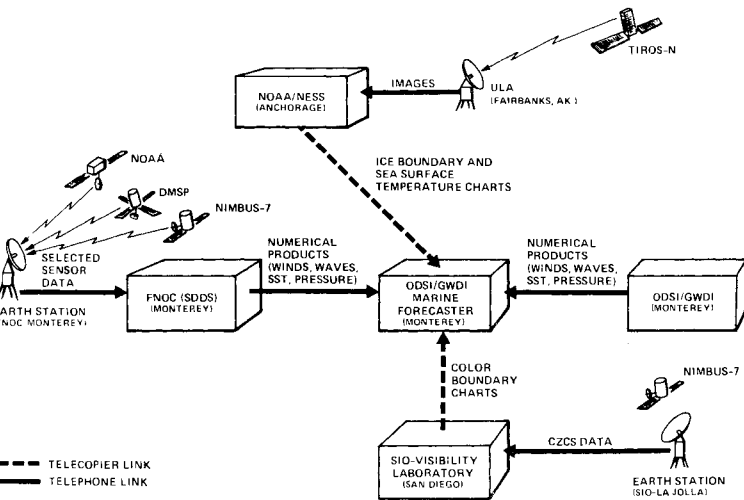 TIROS-N
IMAGES
ULA
(FAIRBANKS, AK)
NOAA/NESS
(ANCHORAGE)
ICE BOUNDARY AND
SEA SURFACE
TEMPERATURE CHARTS
NOAA
DMSP
NIMBUS-7
SELECTED
SENSOR
DATA
NUMERICAL
PRODUCTS
(WINDS, WAVES,
SST, PRESSURE)
NUMERICAL
PRODUCTS
(WINDS, WAVES,
SST, PRESSURE)
FNOC (SDDS)
(MONTEREY)
ODSI/GWDI
MARINE
FORECASTER
(MONTEREY)
ODSI/GWDI
(MONTEREY)
ARTH STATION
NOC MONTEREY)
COLOR
BOUNDARY
CHARTS
NIMBUS-7
CZCS DATA
SIO-VISIBILITY
LABORATORY
(SAN DIEGO)
EARTH STATION
(SIO-LA JOLLA)
TELECOPIER LINK
TELEPHONE LINK